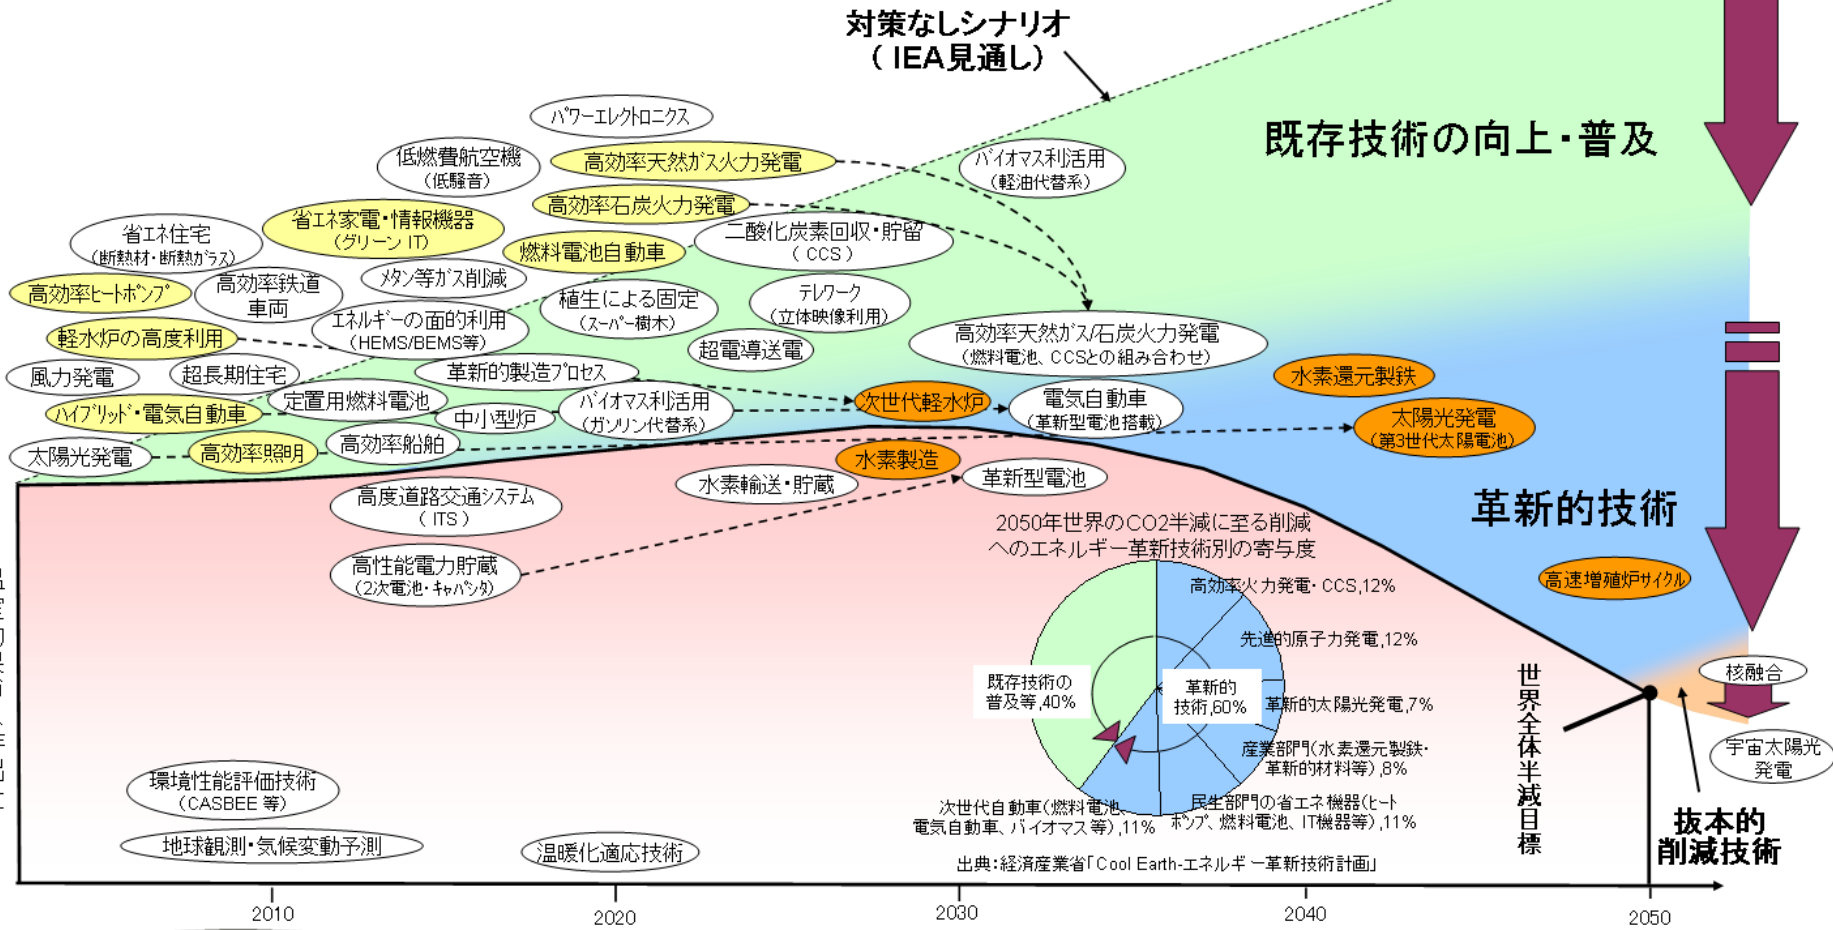 対策なしシナリオ
（IEA見通し）
既存技術の向上・普及
パワーエレクトロニクス
低燃費航空機
（低騒音）
高効率天然ガス火力発電
バイオマス利活用
（軽油代替系）
高効率石炭火力発電
省エネ家電・情報機器
（グリーン IT）
省エネ住宅
（断熱材・断熱ガラス）
燃料電池自動車
二酸化炭素回収・貯留
（ CCS ）
高効率ヒートポンプ
高効率鉄道
車両
メタン等ガス削減
植生による固定
（スーパー樹木）
テレワーク
（立体映像利用）
エネルギーの面的利用
（HEMS/BEMS等）
軽水炉の高度利用
超電導送電
高効率天然ガス/石炭火力発電
（燃料電池、CCSとの組み合わせ）
風力発電
超長期住宅
革新的製造プロセス
水素還元製鉄
ハイブリッド・電気自動車
定置用燃料電池
中小型炉
バイオマス利活用
（ガソリン代替系）
次世代軽水炉
電気自動車
（革新型電池搭載）
太陽光発電
（第3世代太陽電池）
太陽光発電
高効率照明
高効率船舶
水素製造
高度道路交通システム
（ ITS ）
水素輸送・貯蔵
革新型電池
革新的技術
高性能電力貯蔵
（2次電池・キャパシタ）
高速増殖炉サイクル
2050年世界のCO2半減に至る削減
へのエネルギー革新技術別の寄与度
高効率火力発電・CCS,12%
先進的原子力発電,12%
既存技術の
普及等,40%
革新的
技術,60%
革新的太陽光発電,7%
産業部門（水素還元製鉄・
革新的材料等）,8%
次世代自動車（燃料電池、
電気自動車、バイオマス等）,11%
民生部門の省エネ機器（ヒート
ポンプ、燃料電池、IT機器等）,11%
出典：経済産業省「Cool Earth-エネルギー革新技術計画」
世界全体半減目標
核融合
宇宙太陽光
発電
抜本的
削減技術
環境性能評価技術
（CASBEE 等）
地球観測・気候変動予測
温暖化適応技術
2010
2020
2030
2040
2050